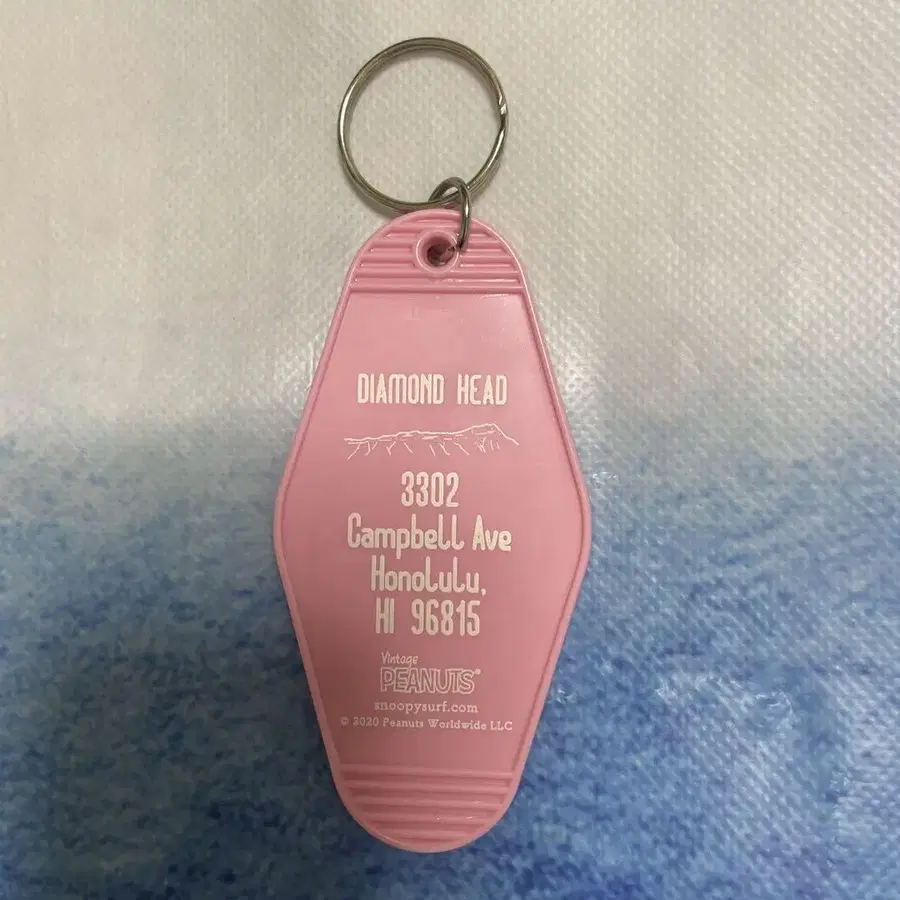 DIAMOND HEAD
3302
Campbell Ave
Honolulu,
HI 96815
Vintage
PEANUTS®
snoopysurf.com
© 2020 Peanuts Worldwide LLC